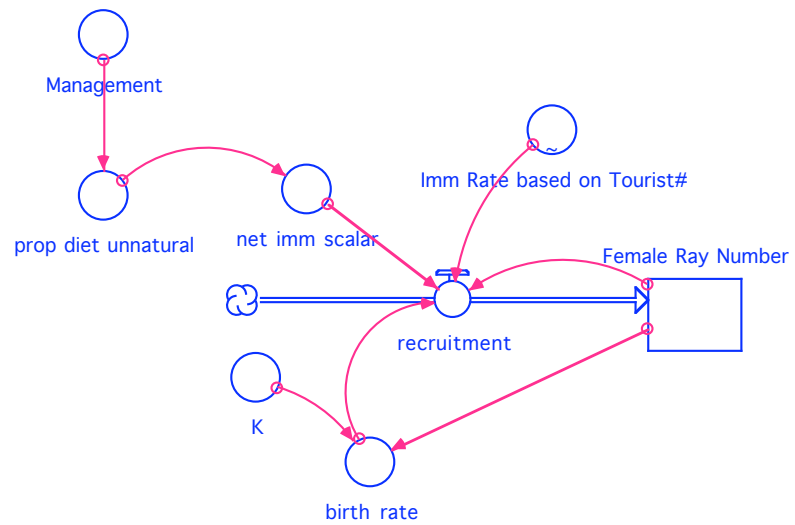 Management
~
Imm Rate based on Tourist#
prop diet unnatural
net imm scalar
Female Ray Number
recruitment
K
birth rate